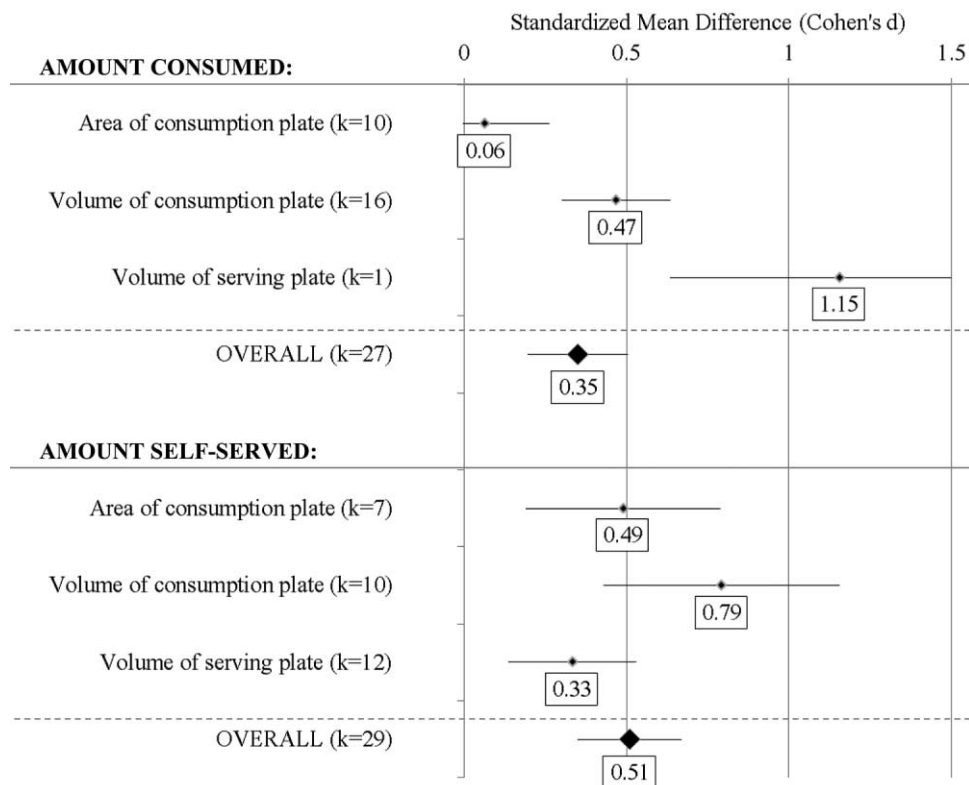 Standardized Mean Difference (Cohen's d)
0 0.5 1 1.5
AMOUNT CONSUMED:
Area of consumption plate (k=10)
0.06
Volume of consumption plate (k=16)
0.47
Volume of serving plate (k=1)
1.15
OVERALL (k=27)
0.35
AMOUNT SELF-SERVED:
Area of consumption plate (k=7)
0.49
Volume of consumption plate (k=10)
0.79
Volume of serving plate (k=12)
0.33
OVERALL (k=29)
0.51